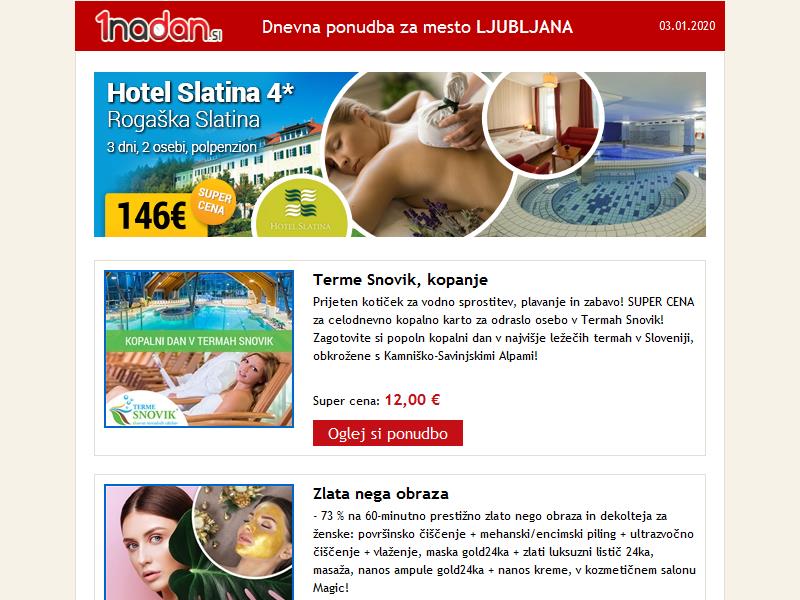 1nadan.si
Dnevna ponudba za mesto LJUBLJANA
03.01.2020
Hotel Slatina 4*
Rogaška Slatina
3 dni, 2 osebi, polpenzion
SUPER
CENA
146€
HOTEL SLATINA
Terme Snovik, kopanje
Prijeten kotiček za vodno sprostitev, plavanje in zabavo! SUPER CENA
za celodnevno kopalno karto za odraslo osebo v Termah Snovik!
Zagotovite si popoln kopalni dan v najvišje ležečih termah v Sloveniji,
obkrožene s Kamniško-Savinjskimi Alpami!
KOPALNI DAN V TERMAH SNOVIK
TERME
SNOVIK
Super cena: 12,00 €
Oglej si ponudbo
Zlata nega obraza
- 73 % na 60-minutno prestižno zlato nego obraza in dekolteja za
ženske: površinsko čiščenje + mehanski/encimski piling + ultrazvočno
čiščenje + vlaženje, maska gold24ka + zlati luksuzni listič 24ka,
masaža, nanos ampule gold24ka + nanos kreme, v kozmetičnem salonu
Magic!